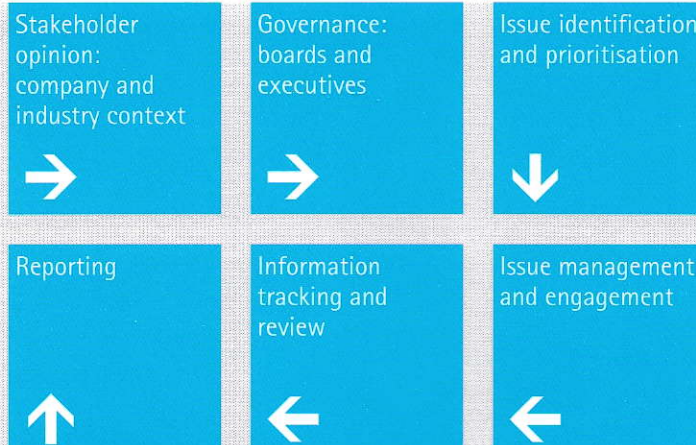 Stakeholder
opinion:
company and
industry context
Governance:
boards and
executives
Issue identification
and prioritisation
Reporting
Information
tracking and
review
Issue management
and engagement